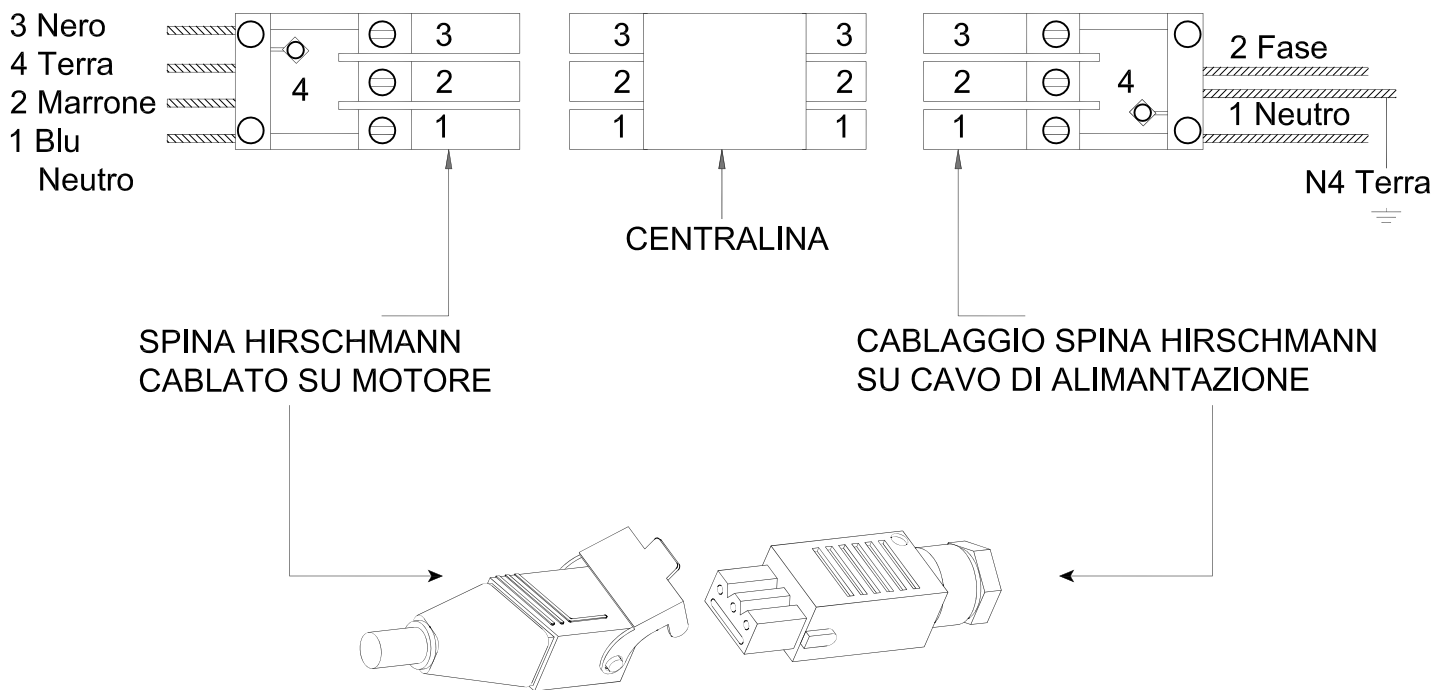 3 Nero
4 Terra
2 Marrone
1 Blu
Neutro
4
3
2
1
3
2
1
3
2
1
CENTRALINA
3
2
1
4
2 Fase
1 Neutro
N4 Terra
SPINA HIRSCHMANN
CABLATO SU MOTORE
CABLAGGIO SPINA HIRSCHMANN
SU CAVO DI ALIMANTAZIONE